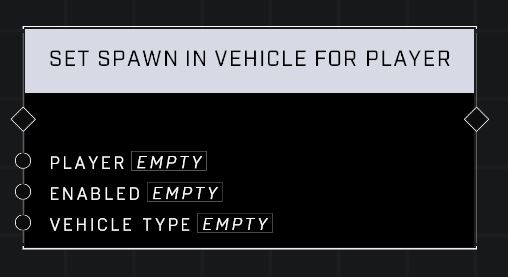 SET SPAWN IN VEHICLE FOR PLAYER
PLAYER EMPTY
ENABLED EMPTY
VEHICLE TYPE EMPTY